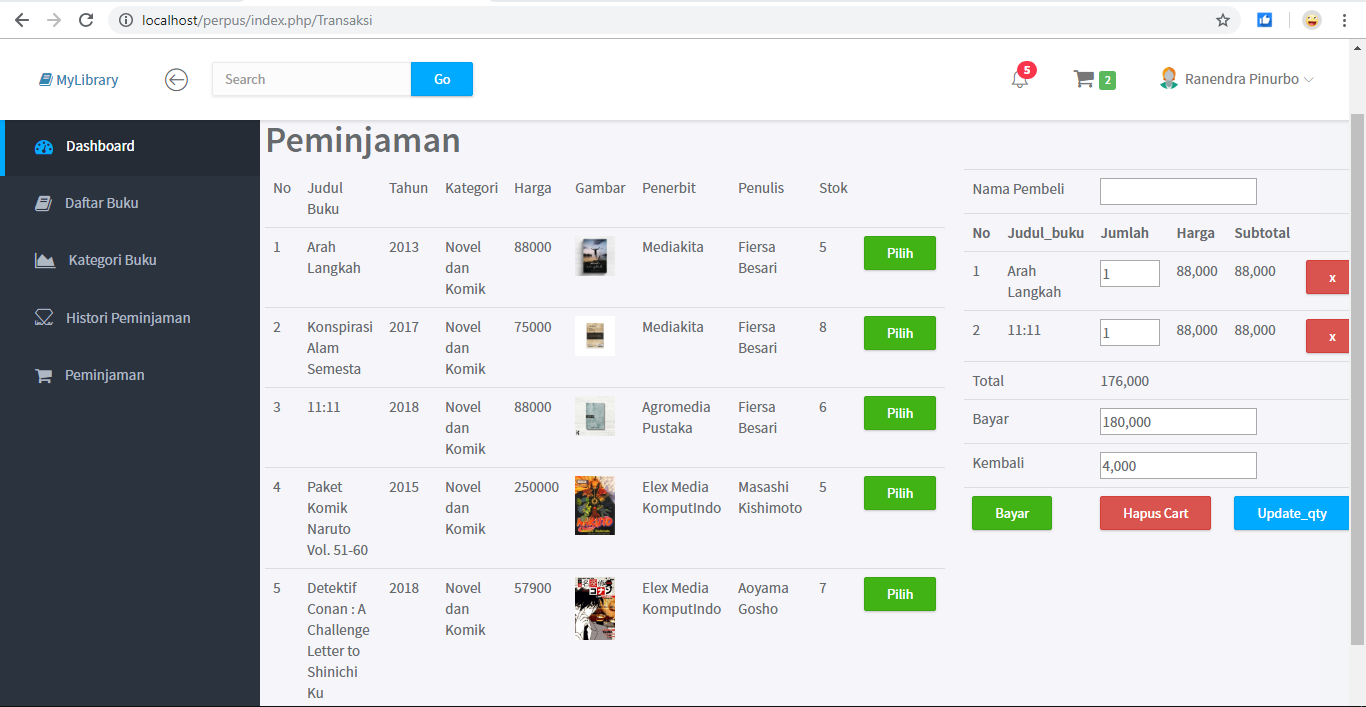 localhost/perpus/index.php/Transaksi
MyLibrary
Search
Go
5
2
Ranendra Pinurbo
Dashboard
Daftar Buku
Kategori Buku
Histori Peminjaman
Peminjaman
Peminjaman
No Judul Buku Tahun Kategori Harga Gambar Penerbit Penulis Stok
1 Arah Langkah 2013 Novel dan Komik 88000 Mediakita Fiersa Besari 5 Pilih
2 Konspirasi Alam Semesta 2017 Novel dan Komik 75000 Mediakita Fiersa Besari 8 Pilih
3 11:11 2018 Novel dan Komik 88000 Agromedia Pustaka Fiersa Besari 6 Pilih
4 Paket Komik Naruto Vol. 51-60 2015 Novel dan Komik 250000 Elex Media KomputIndo Masashi Kishimoto 5 Pilih
5 Detektif Conan : A Challenge Letter to Shinichi Ku 2018 Novel dan Komik 57900 Elex Media KomputIndo Aoyama Gosho 7 Pilih
Nama Pembeli
No Judul_buku Jumlah Harga Subtotal
1 Arah Langkah 1 88,000 88,000 x
2 11:11 1 88,000 88,000 x
Total 176,000
Bayar 180,000
Kembali 4,000
Bayar Hapus Cart Update_qty